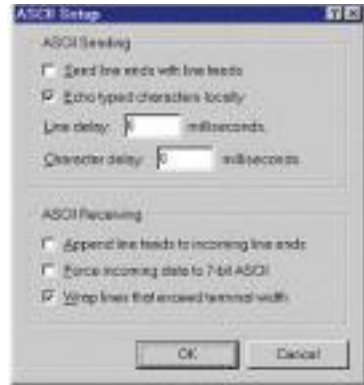 ASCII Setup
ASCII Sending
Send line ends with line feeds
Echo typed characters locally
Line delay: milliseconds.
Character delay: 0 milliseconds.
ASCII Receiving
Append line feeds to incoming line ends
Force incoming data to 7-bit ASCII
Wrap lines that exceed terminal width
OK
Cancel